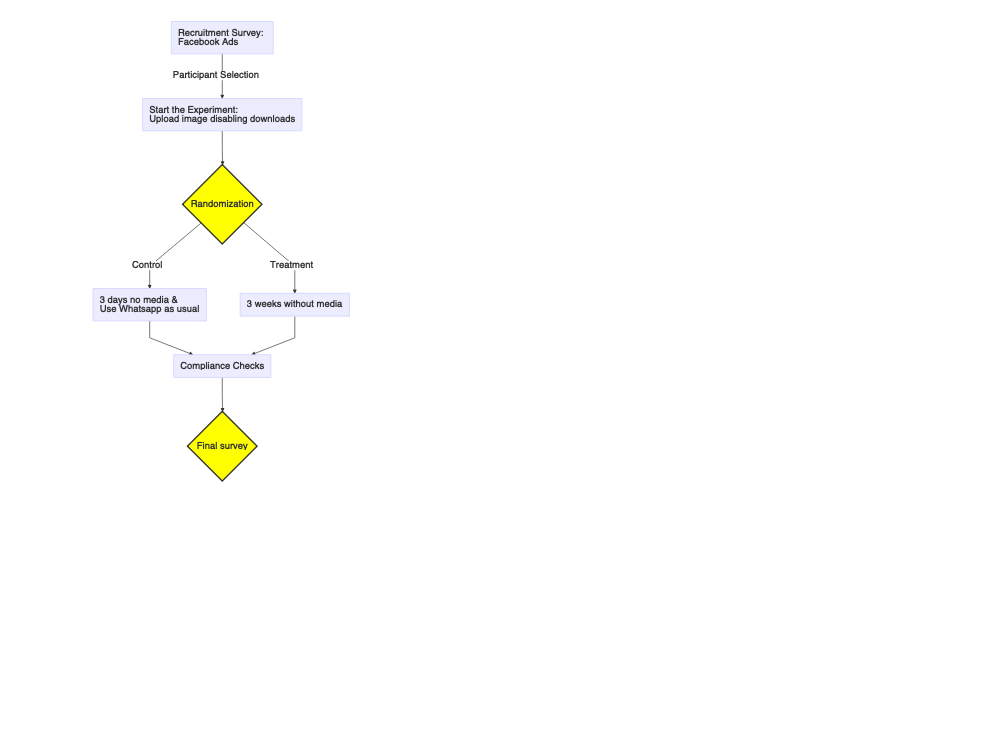 Recruitment Survey:
Facebook Ads
Participant Selection
Start the Experiment:
Upload image disabling downloads
Randomization
Control
Treatment
3 days no media &
Use Whatsapp as usual
3 weeks without media
Compliance Checks
Final survey